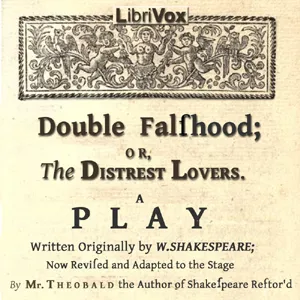 LibriVox
Double Falſhood;
OR,
The DISTREST LOVERS.
A
PLAY
Written Originally by W.SHAKESPEARE;
Now Reviſed and Adapted to the Stage
By Mr. THEOBALD the Author of Shakeſpeare Reſtor'd